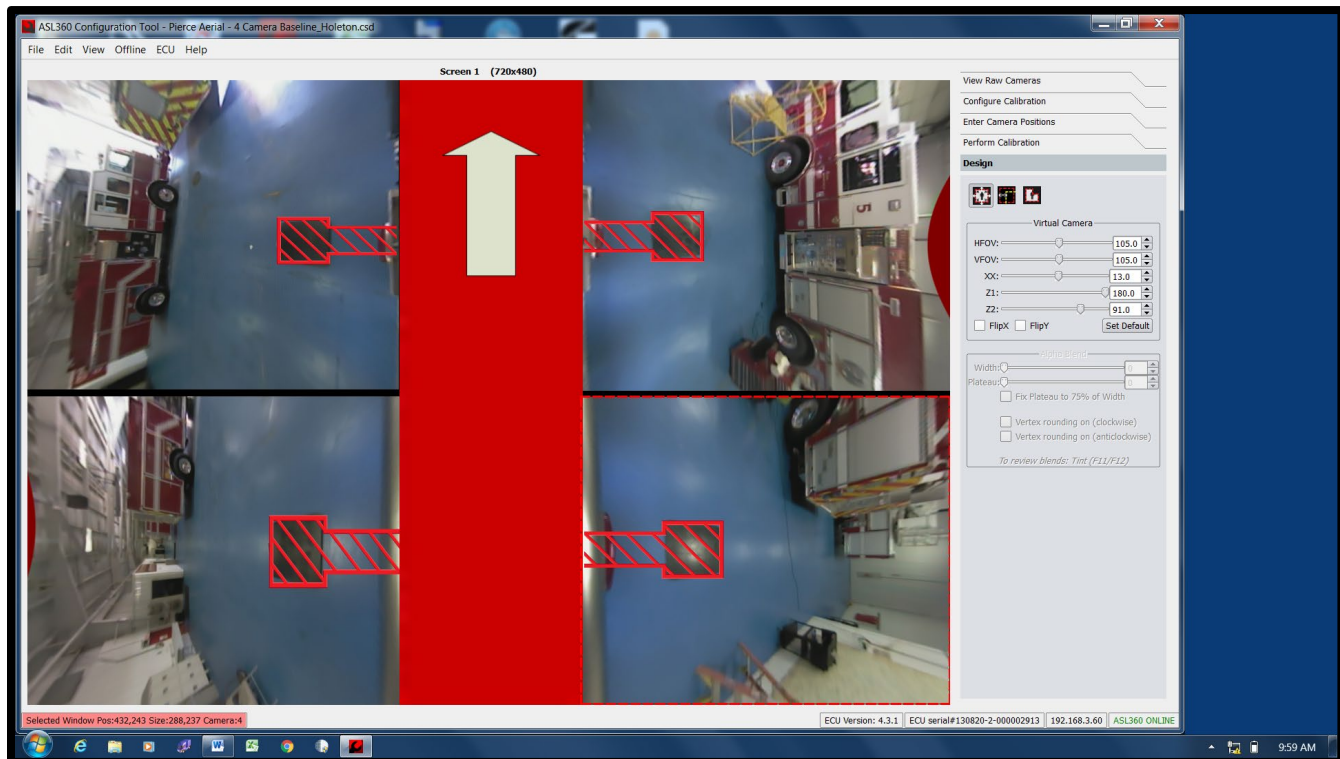 ASL360 Configuration Tool - Pierce Aerial - 4 Camera Baseline_Holeton.csd
File Edit View Offline ECU Help
Screen 1 (720x480)
View Raw Cameras
Configure Calibration
Enter Camera Positions
Perform Calibration
Design
Virtual Camera
HFOV: 105.0
VFOV: 105.0
XX: 13.0
Z1: 180.0
Z2: 91.0
FlipX FlipY Set Default
Alpha Blend
Width: 0
Plateau: 0
Fix Plateau to 75% of Width
Vertex rounding on (clockwise)
Vertex rounding on (anticlockwise)
To review blends: Tint (F11/F12)
5
Selected Window Pos:432,243 Size:288,237 Camera:4
ECU Version: 4.3.1 ECU serial#130820-2-000002913 192.168.3.60 ASL360 ONLINE
9:59 AM